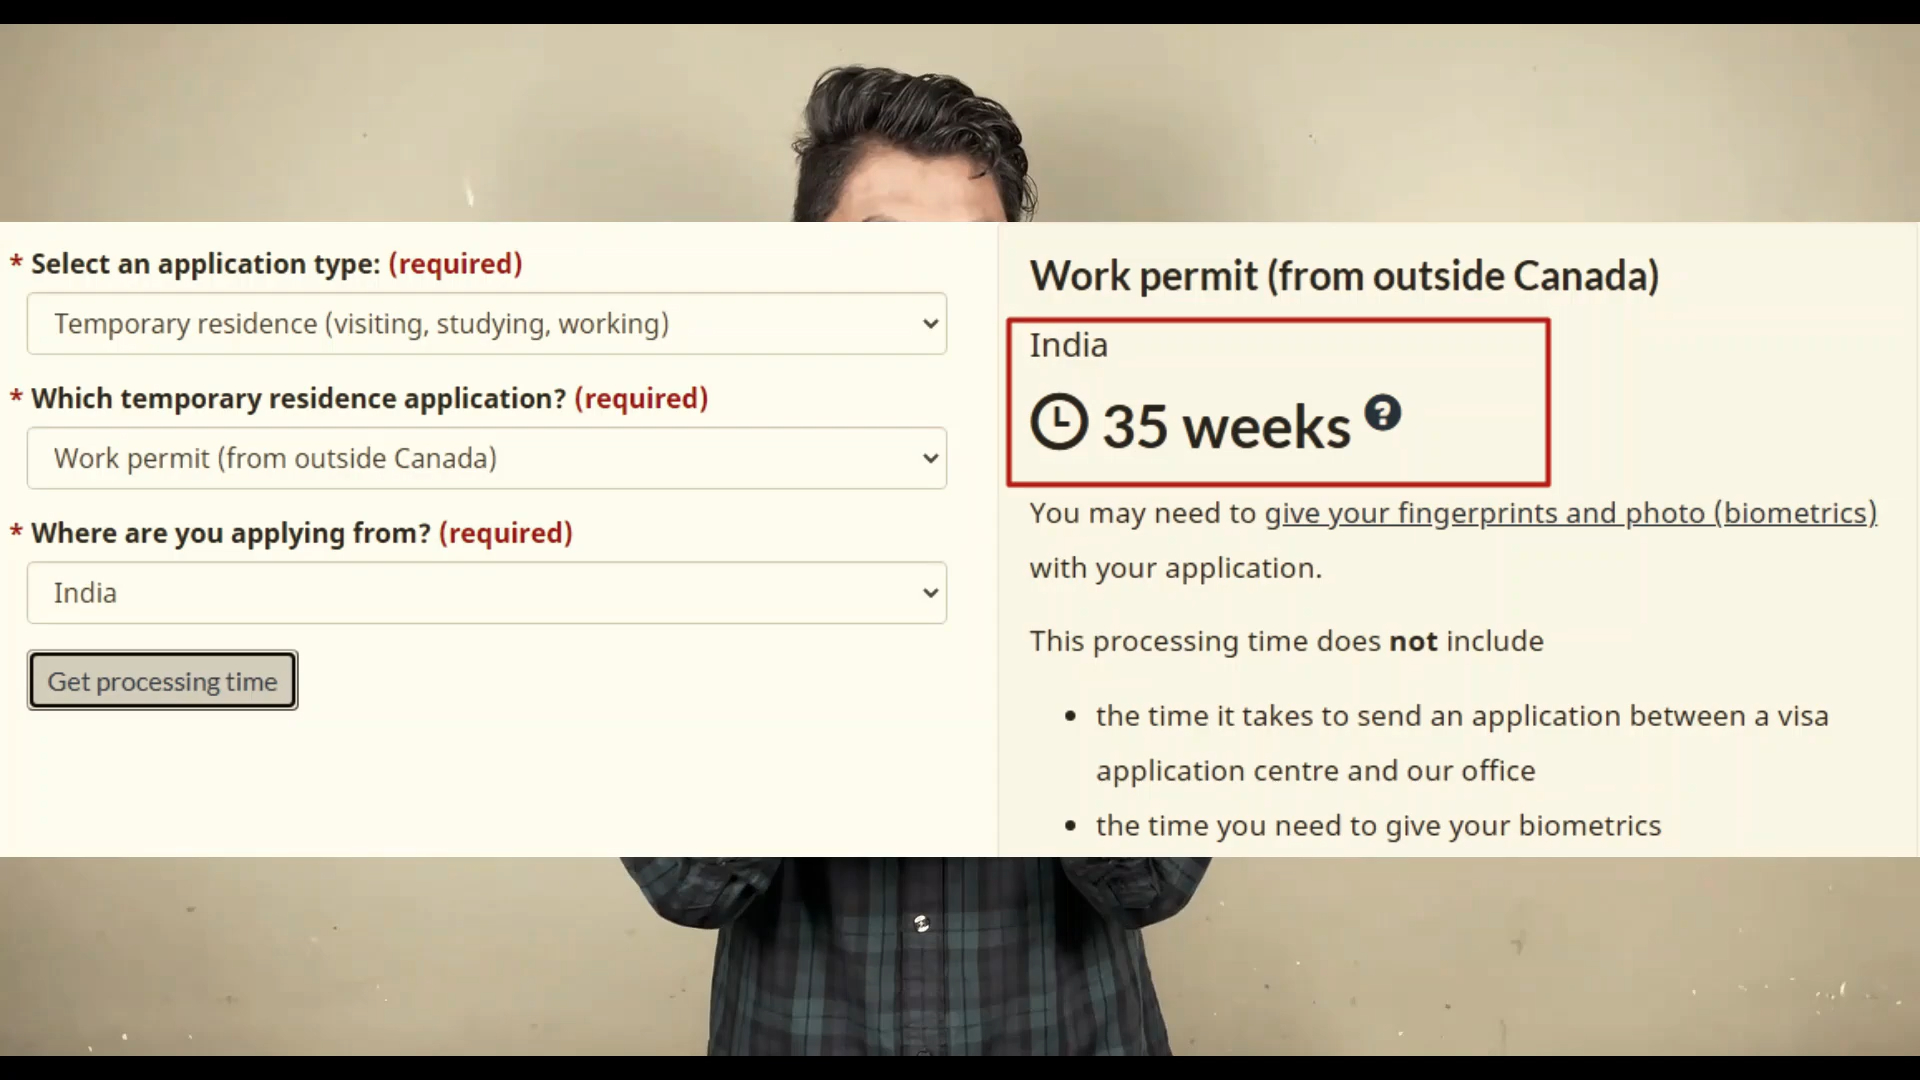 * Select an application type: (required)
Temporary residence (visiting, studying, working)
* Which temporary residence application? (required)
Work permit (from outside Canada)
* Where are you applying from? (required)
India
Get processing time
Work permit (from outside Canada)
India
35 weeks ?
You may need to give your fingerprints and photo (biometrics)
with your application.
This processing time does not include
• the time it takes to send an application between a visa
application centre and our office
• the time you need to give your biometrics